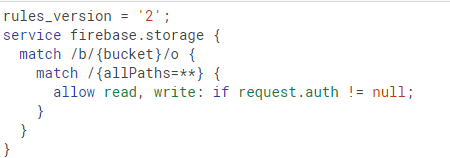 rules_version = '2';
service firebase.storage {
  match /b/{bucket}/o {
    match /{allPaths=**} {
      allow read, write: if request.auth != null;
    }
  }
}